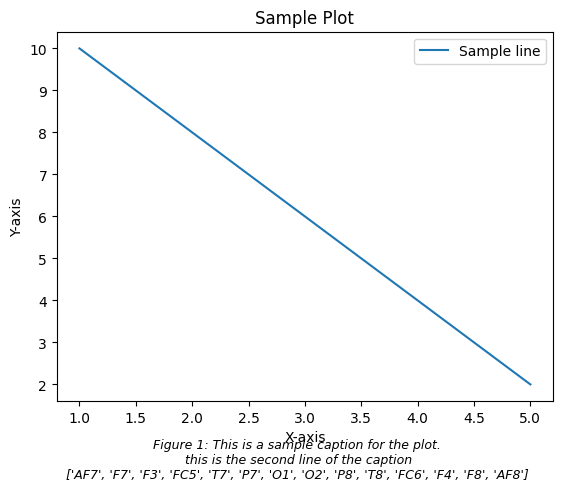 Sample Plot
Sample line
10
9
8
7
6
5
4
3
2
Y-axis
1.0 1.5 2.0 2.5 3.0 3.5 4.0 4.5 5.0
X-axis
Figure 1: This is a sample caption for the plot.
this is the second line of the caption
['AF7', 'F7', 'F3', 'FC5', 'T7', 'P7', 'O1', 'O2', 'P8', 'T8', 'FC6', 'F4', 'F8', 'AF8']